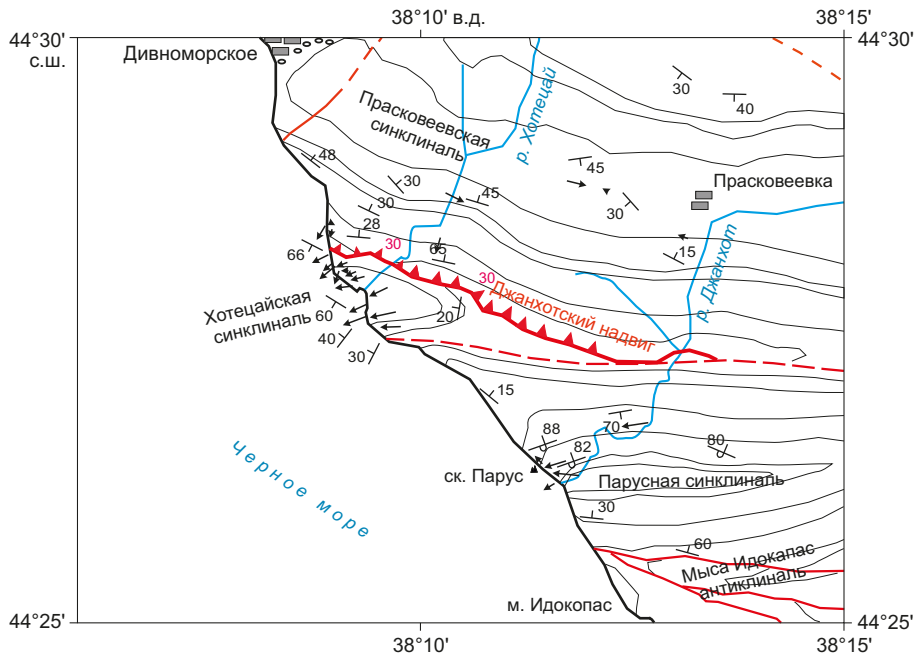 38°10' в.д.
38°15'
44°30'
с.ш.
44°30'
Дивноморское
Прасковеевская
синклиналь
р. Хотецай
30
40
48
30
45
45
Прасковеевка
30
30
28
66
65
15
30
30
р. Джанхот
Джанхотский надвиг
Хотецайская
синклиналь
60
20
40
30
15
Черное море
88
70
82
80
ск. Парус
Парусная синклиналь
30
60
Мыса Идокапас
антиклиналь
м. Идокопас
44°25'
44°25'
38°10'
38°15'